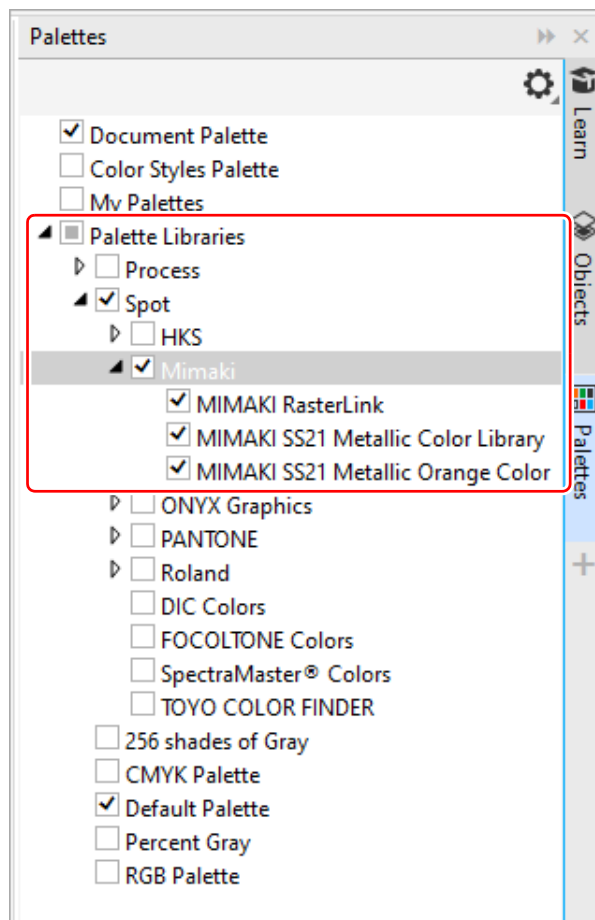 Palettes
Document Palette
Color Styles Palette
My Palettes
Palette Libraries
Process
Spot
HKS
Mimaki
MIMAKI RasterLink
MIMAKI SS21 Metallic Color Library
MIMAKI SS21 Metallic Orange Color
ONYX Graphics
PANTONE
Roland
DIC Colors
FOCOLTONE Colors
SpectraMaster® Colors
TOYO COLOR FINDER
256 shades of Gray
CMYK Palette
Default Palette
Percent Gray
RGB Palette
Learn
Objects
Palettes